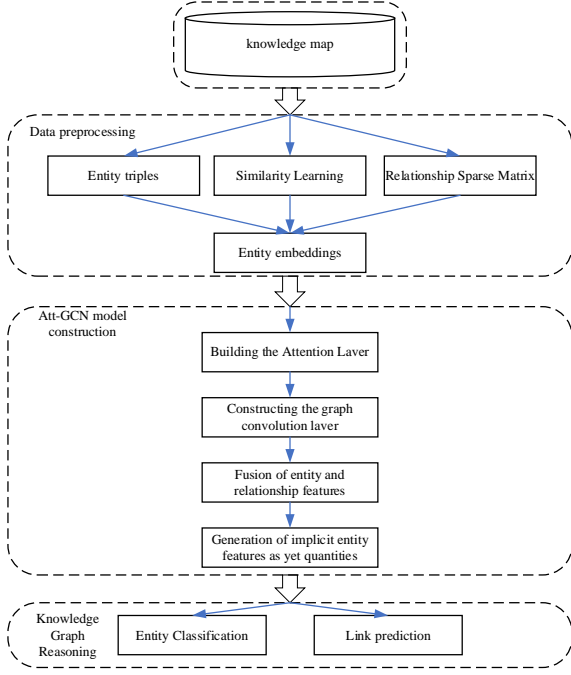 knowledge map
Data preprocessing
Entity triples
Similarity Learning
Relationship Sparse Matrix
Entity embeddings
Att-GCN model
construction
Building the Attention Laver
Constructing the graph
convolution laver
Fusion of entity and
relationship features
Generation of implicit entity
features as yet quantities
Knowledge
Graph
Reasoning
Entity Classification
Link prediction